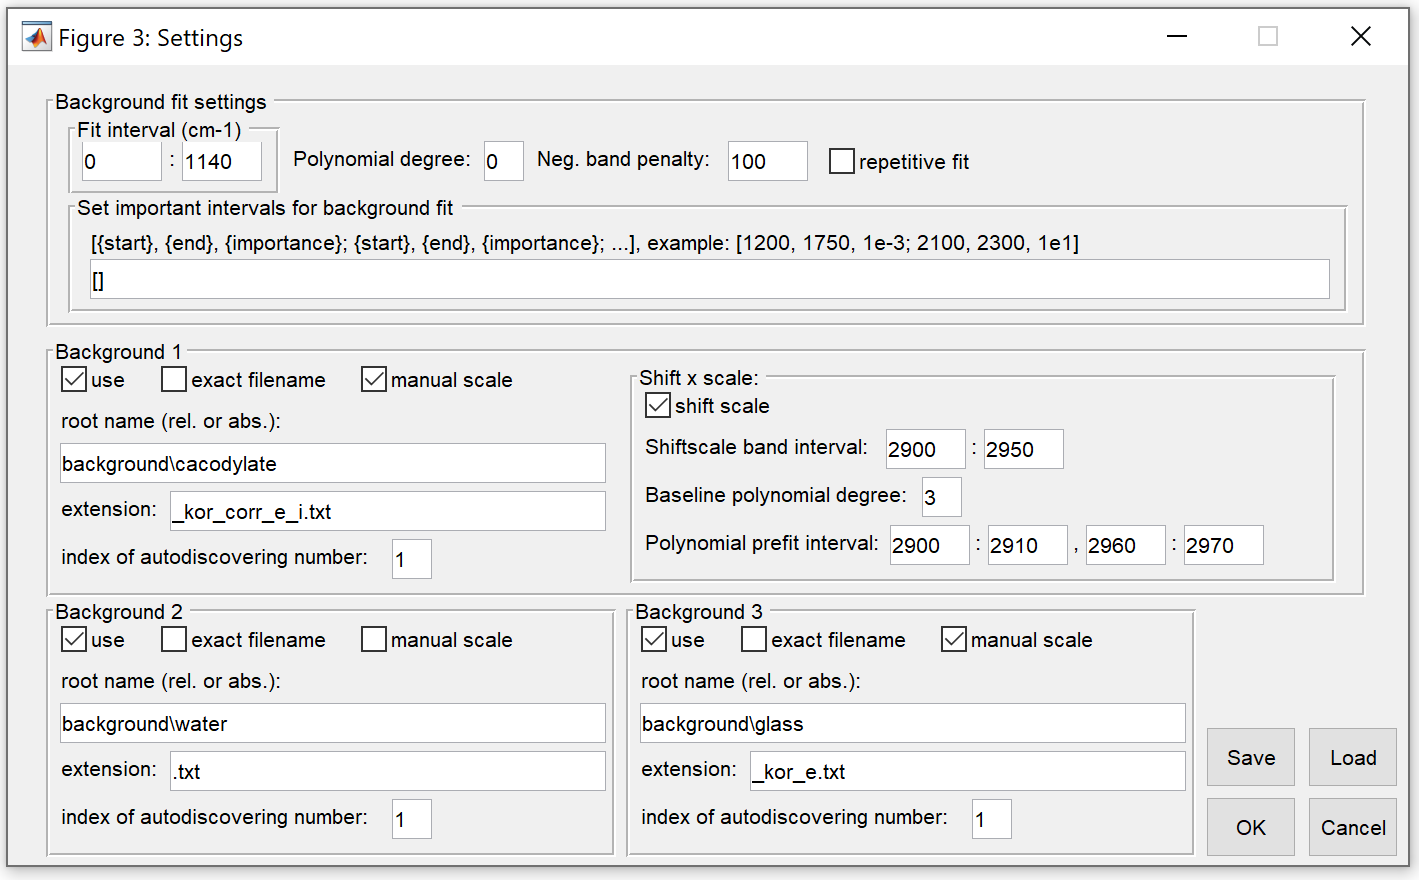 Figure 3: Settings
Background fit settings
Fit interval (cm-1)
0 : 1140 Polynomial degree: 0 Neg. band penalty: 100 repetitive fit
Set important intervals for background fit
[{start}, {end}, {importance}; {start}, {end}, {importance}; ...], example: [1200, 1750, 1e-3; 2100, 2300, 1e1]
[]
Background 1
use exact filename manual scale
root name (rel. or abs.):
background\cacodylate
extension: _kor_corr_e_i.txt
index of autodiscovering number: 1
Shift x scale:
shift scale
Shiftscale band interval: 2900 : 2950
Baseline polynomial degree: 3
Polynomial prefit interval: 2900 : 2910 , 2960 : 2970
Background 2
use exact filename manual scale
root name (rel. or abs.):
background\water
extension: .txt
index of autodiscovering number: 1
Background 3
use exact filename manual scale
root name (rel. or abs.):
background\glass
extension: _kor_e.txt
index of autodiscovering number: 1
Save Load
OK Cancel